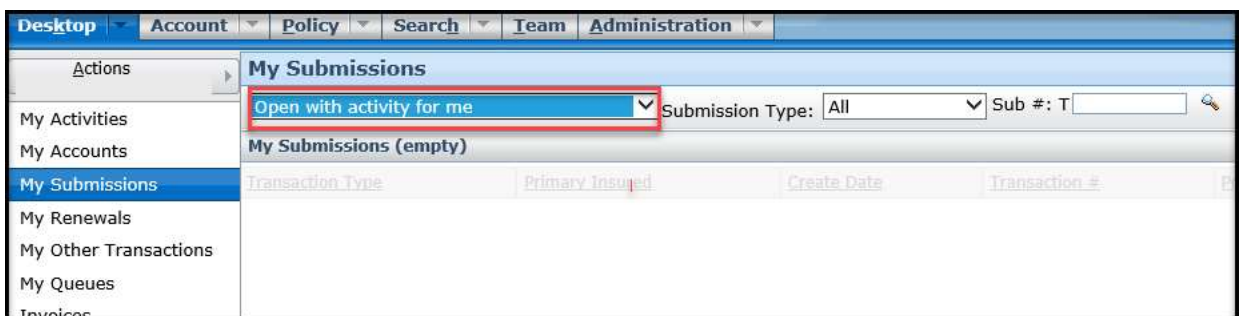 Desktop Account Policy Search Team Administration
Actions
My Activities
My Accounts
My Submissions
My Renewals
My Other Transactions
My Queues
Invoices
My Submissions
Open with activity for me Submission Type: All Sub #: T
My Submissions (empty)
Transaction Type Primary Insured Create Date Transaction #